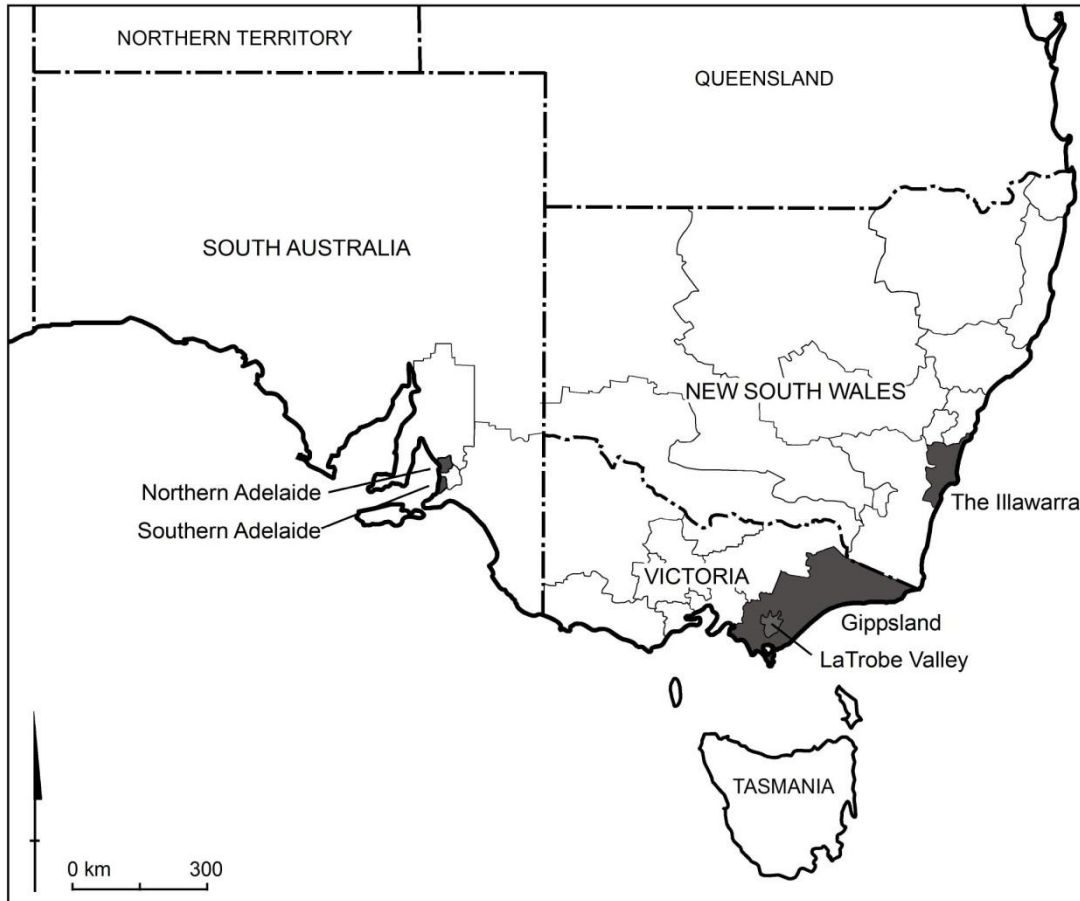 NORTHERN TERRITORY
QUEENSLAND
SOUTH AUSTRALIA
NEW SOUTH WALES
Northern Adelaide
The Illawarra
Southern Adelaide
VICTORIA
Gippsland
LaTrobe Valley
TASMANIA
0 km 300